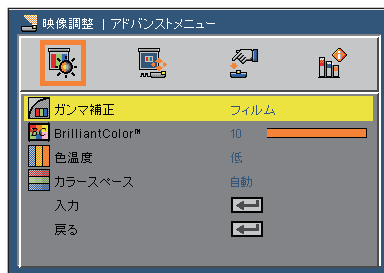 映像調整 | アドバンストメニュー
ガンマ補正 フィルム
BC BrilliantColor™ 10
色温度 低
カラースペース 自動
入力
戻る